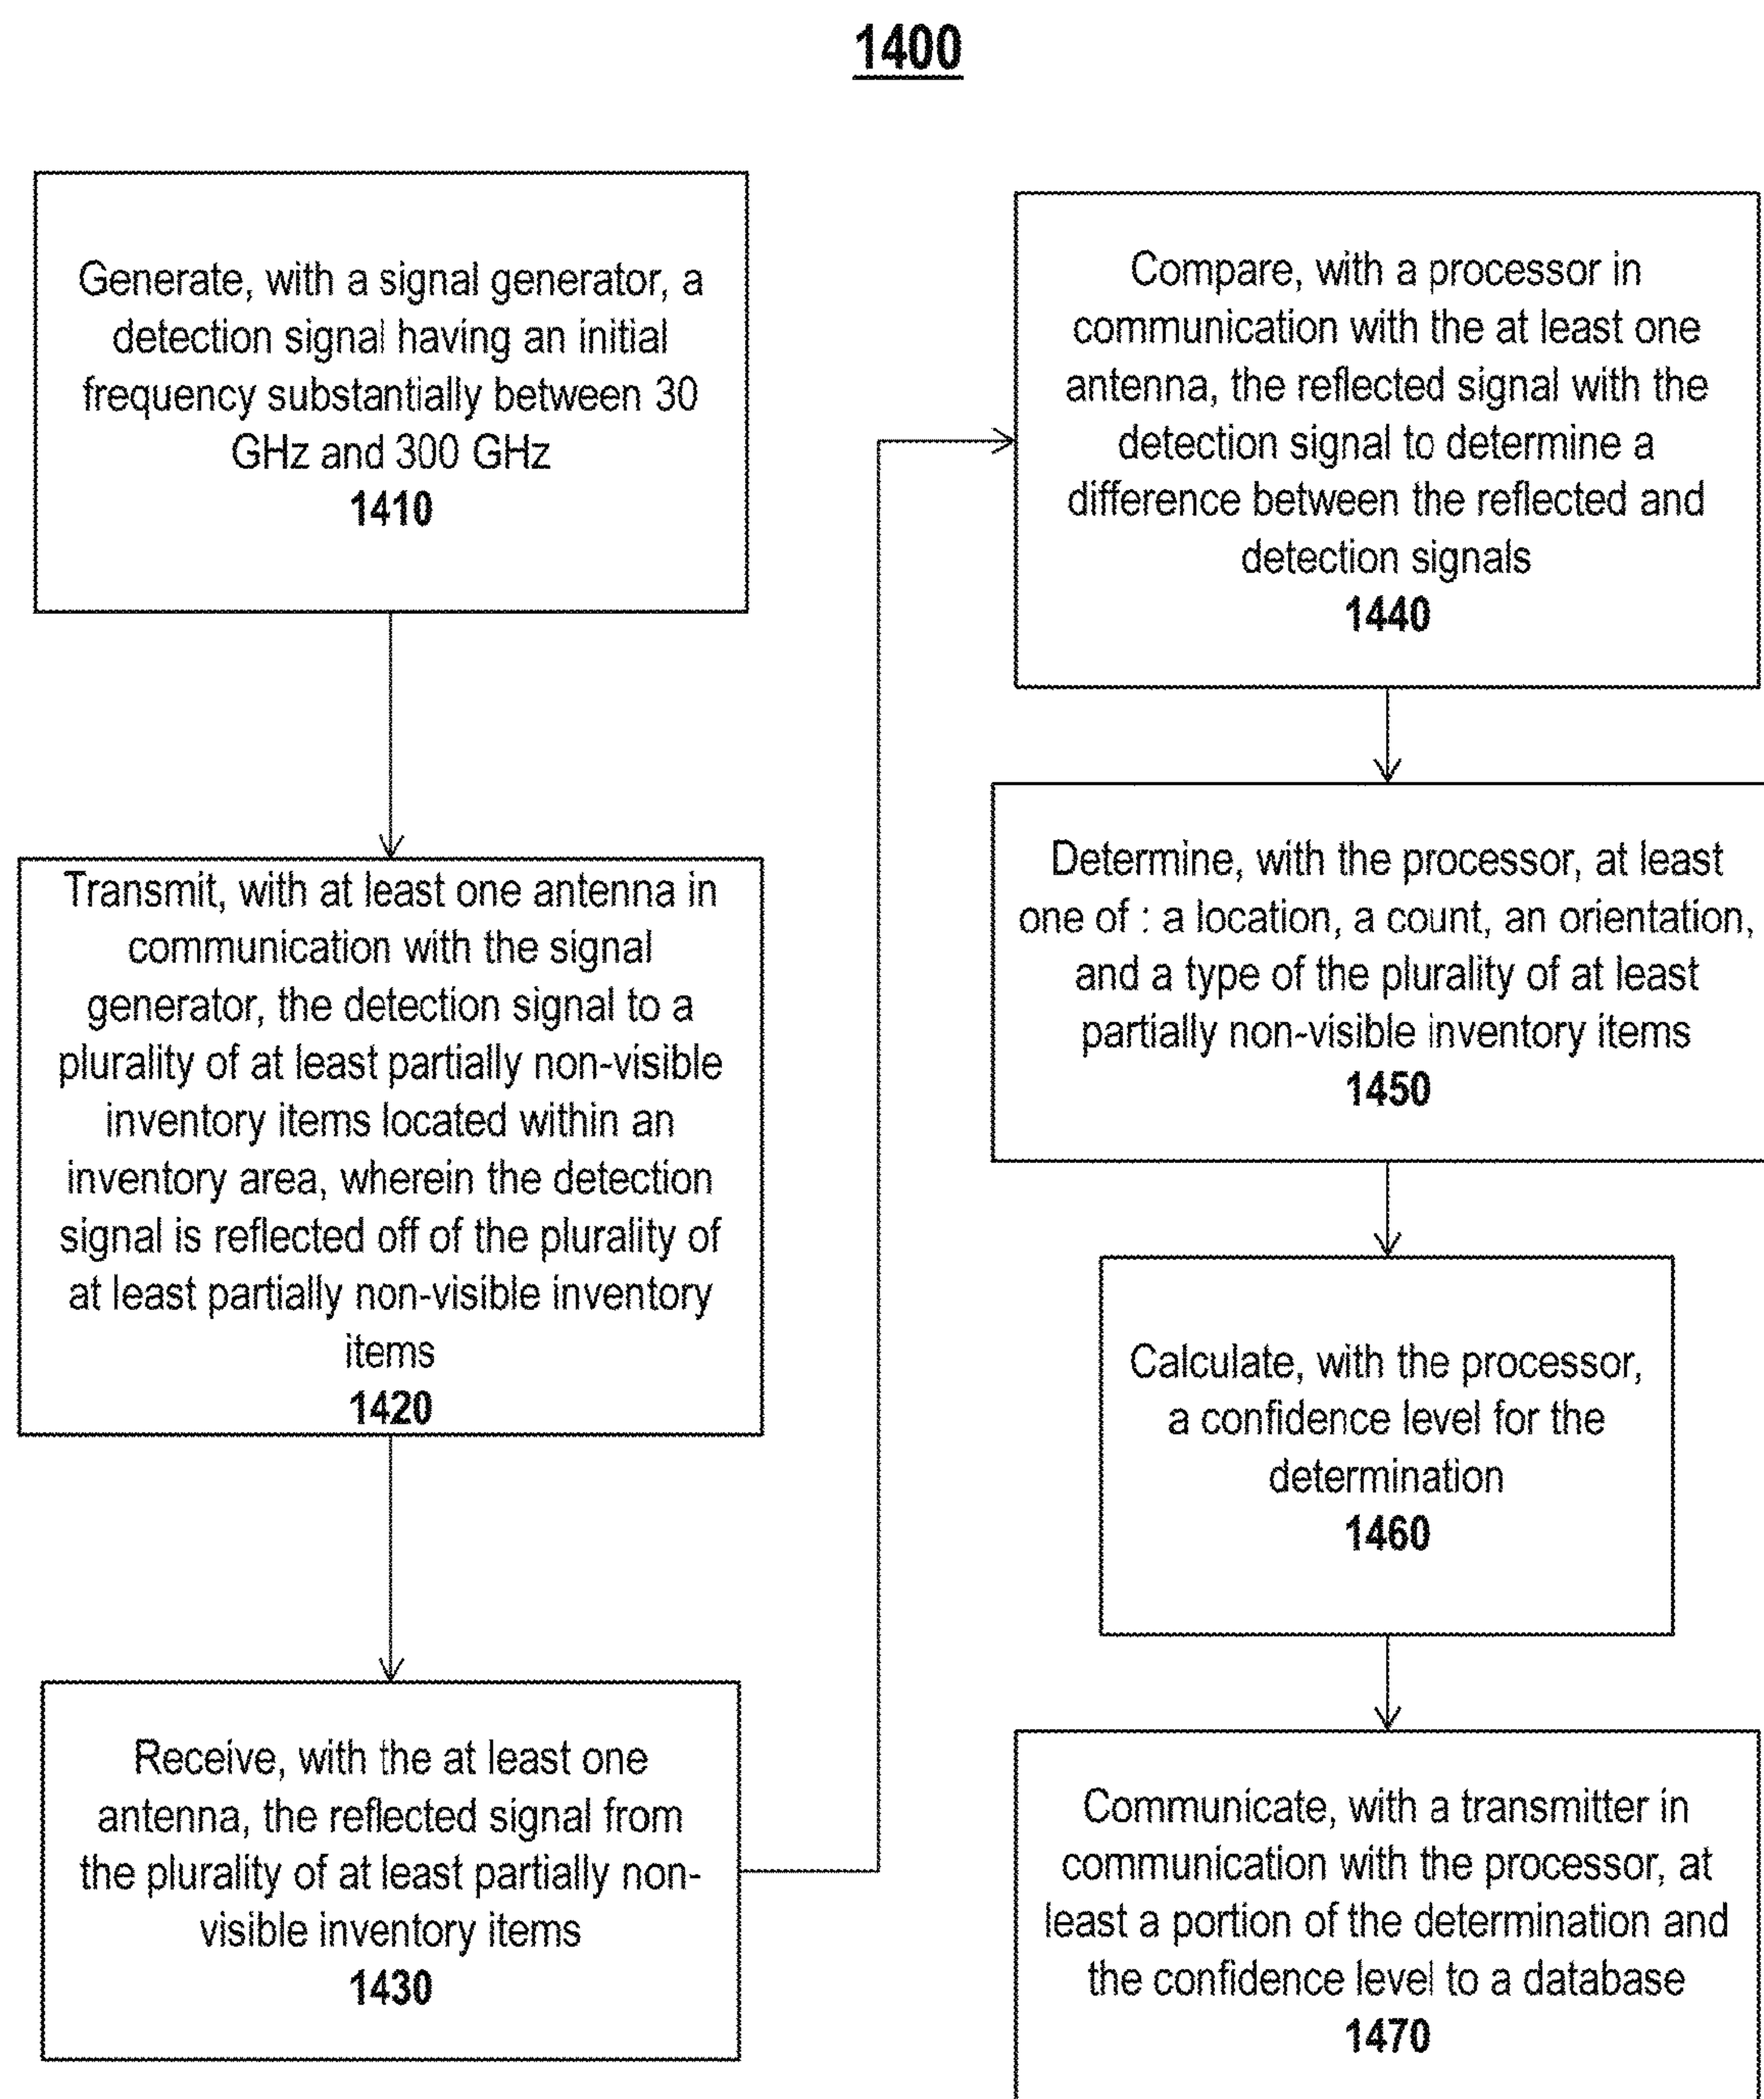 1400
Generate, with a signal generator, a
detection signal having an initial
frequency substantially between 30
GHz and 300 GHz
1410
Transmit, with at least one antenna in
communication with the signal
generator, the detection signal to a
plurality of at least partially non-visible
inventory items located within an
inventory area, wherein the detection
signal is reflected off of the plurality of
at least partially non-visible inventory
items
1420
Receive, with the at least one
antenna, the reflected signal from
the plurality of at least partially non-
visible inventory items
1430
Compare, with a processor in
communication with the at least one
antenna, the reflected signal with the
detection signal to determine a
difference between the reflected and
detection signals
1440
Determine, with the processor, at least
one of : a location, a count, an orientation,
and a type of the plurality of at least
partially non-visible inventory items
1450
Calculate, with the processor,
a confidence level for the
determination
1460
Communicate, with a transmitter in
communication with the processor, at
least a portion of the determination and
the confidence level to a database
1470